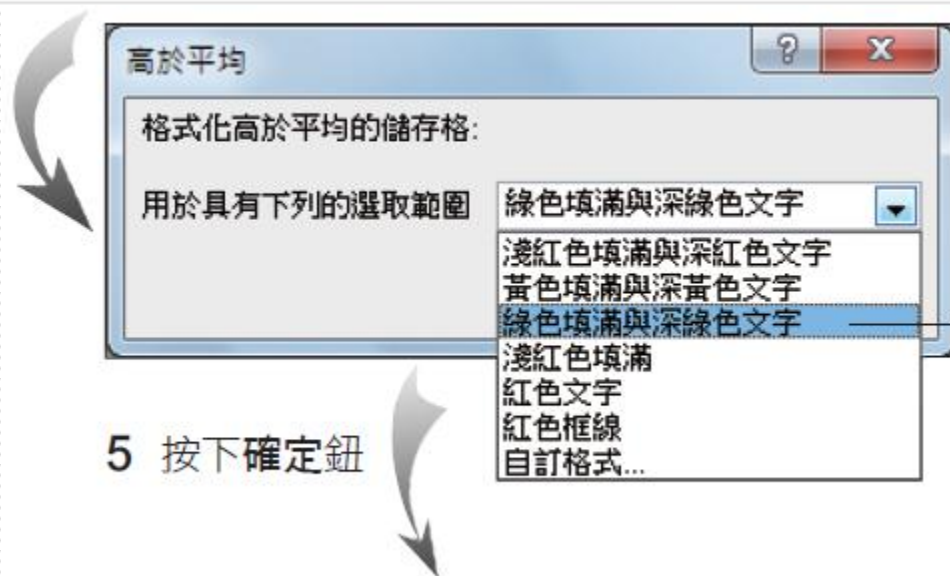 高於平均
格式化高於平均的儲存格:
用於具有下列的選取範圍 綠色填滿與深綠色文字
淺紅色填滿與深紅色文字
黃色填滿與深黃色文字
綠色填滿與深綠色文字
淺紅色填滿
紅色文字
紅色框線
自訂格式...
5 按下確定鈕